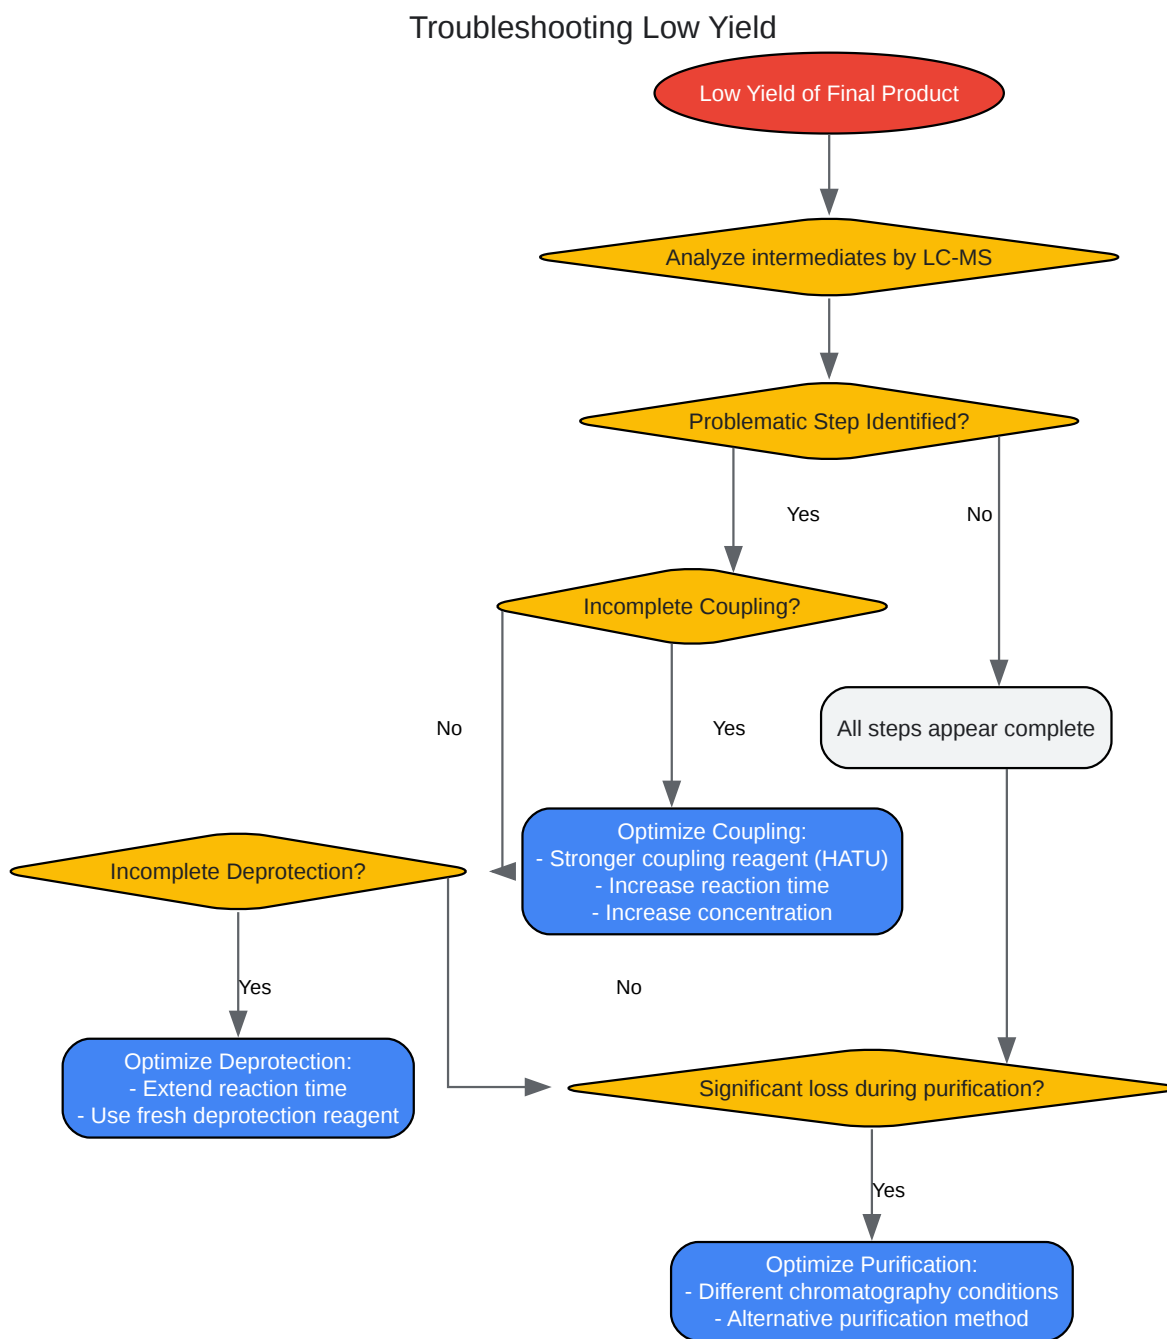 Troubleshooting Low Yield
Low Yield of Final Product
Analyze intermediates by LC-MS
Problematic Step Identified?
Yes
No
Incomplete Coupling?
No
Yes
All steps appear complete
Optimize Coupling:
- Stronger coupling reagent (HATU)
- Increase reaction time
- Increase concentration
Incomplete Deprotection?
Yes
No
Optimize Deprotection:
- Extend reaction time
- Use fresh deprotection reagent
Significant loss during purification?
Yes
Optimize Purification:
- Different chromatography conditions
- Alternative purification method